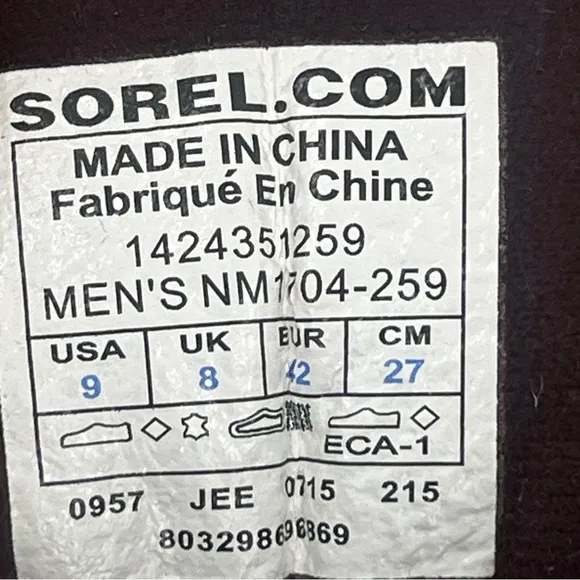 SOREL.COM
MADE IN CHINA
Fabriqué En Chine
1424351259
MEN'S NM1704-259
USA UK EUR CM
9 8 42 27
ECA-1
0957 JEE 0715 215